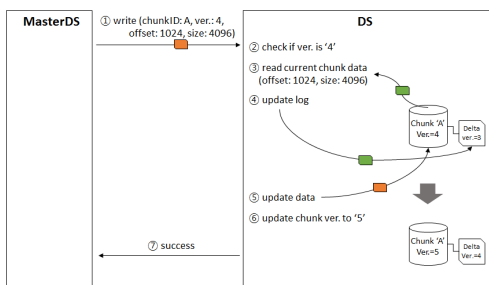 MasterDS
DS
① write (chunkID: A, ver.: 4,
offset: 1024, size: 4096)
② check if ver. is ‘4’
③ read current chunk data
(offset: 1024, size: 4096)
④ update log
Chunk ‘A’
Ver.=4
Delta
ver.=3
⑤ update data
⑥ update chunk ver. to ‘5’
⑦ success
Chunk ‘A’
Ver.=5
Delta
Ver.=4